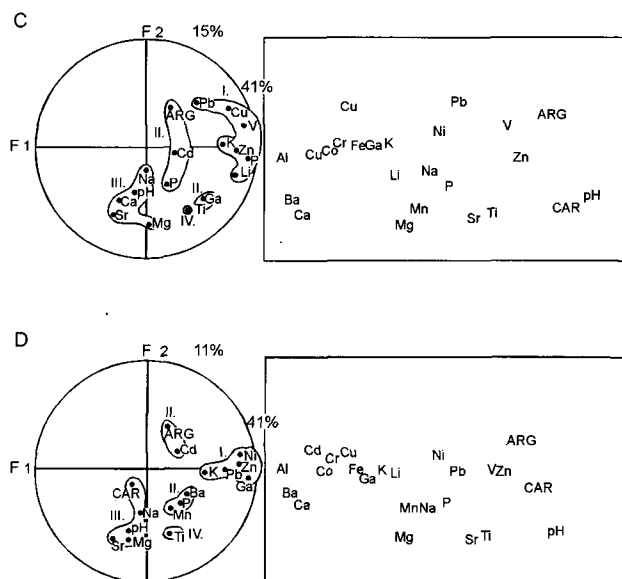 C
F 2 15%
41%
I.
Pb
Cu
V
ARG
II.
K
Zn
F 1
Cd
P
Li
P
Na
III.
pH
Ca
II.
Ga
Sr
Ti
IV.
Mg
Cu Pb ARG
V
Ni
Cr Fe Ga K
Al Cu Co Zn
Li Na
P
Ba Mn CAR pH
Ca Sr Ti
Mg
D
F 2 11%
41%
II.
ARG
Cd
I.
Ni
Zn
F 1
K
Pb
Ga
CAR
II.
Ba
P
Mn
III.
Na
pH
Sr
Mg
Ti
IV.
ARG
Cd Cr Cu Ni
Al Co Fe Ga K Li Pb V Zn
Ba CAR
Ca Mn Na P
Mg Sr Ti pH